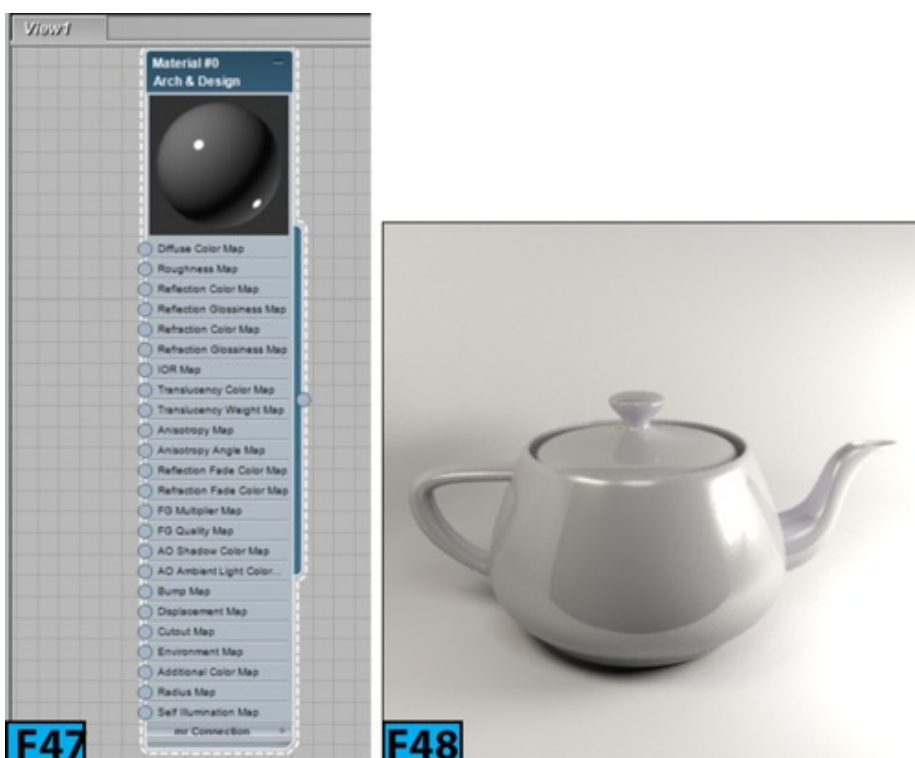 View1
Material #0
Arch & Design
Diffuse Color Map
Roughness Map
Reflection Color Map
Reflection Glossiness Map
Refraction Color Map
Refraction Glossiness Map
IOR Map
Translucency Color Map
Translucency Weight Map
Anisotropy Map
Anisotropy Angle Map
Reflection Fade Color Map
Refraction Fade Color Map
FG Multiplier Map
FG Quality Map
AO Shadow Color Map
AO Ambient Light Color...
Bump Map
Displacement Map
Cutout Map
Environment Map
Additional Color Map
Radius Map
Self Illumination Map
mr Connection
F47
F48